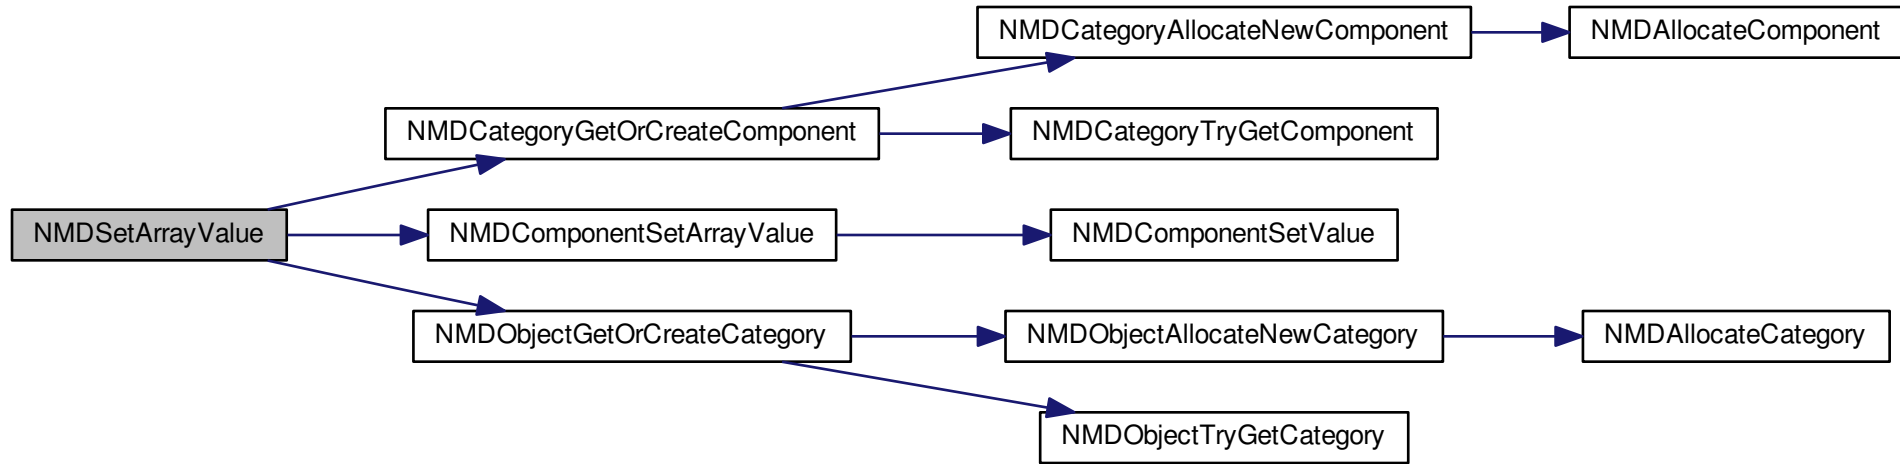 NMDCategoryAllocateNewComponent
NMDAllocateComponent
NMDCategoryGetOrCreateComponent
NMDCategoryTryGetComponent
NMDSetArrayValue
NMDComponentSetArrayValue
NMDComponentSetValue
NMDObjectGetOrCreateCategory
NMDObjectAllocateNewCategory
NMDAllocateCategory
NMDObjectTryGetCategory